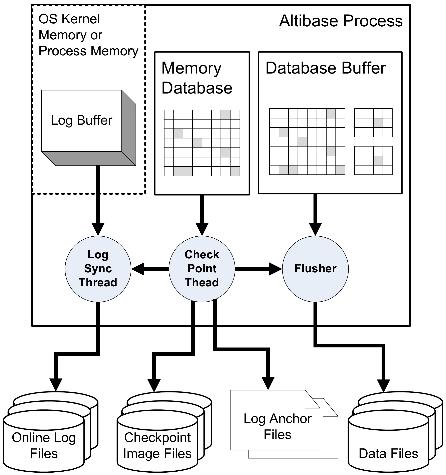 OS Kernel
Memory or
Process Memory
Altibase Process
Log Buffer
Memory
Database
Database Buffer
Log
Sync
Thread
Check
Point
Thead
Flusher
Online Log
Files
Checkpoint
Image Files
Log Anchor
Files
Data Files